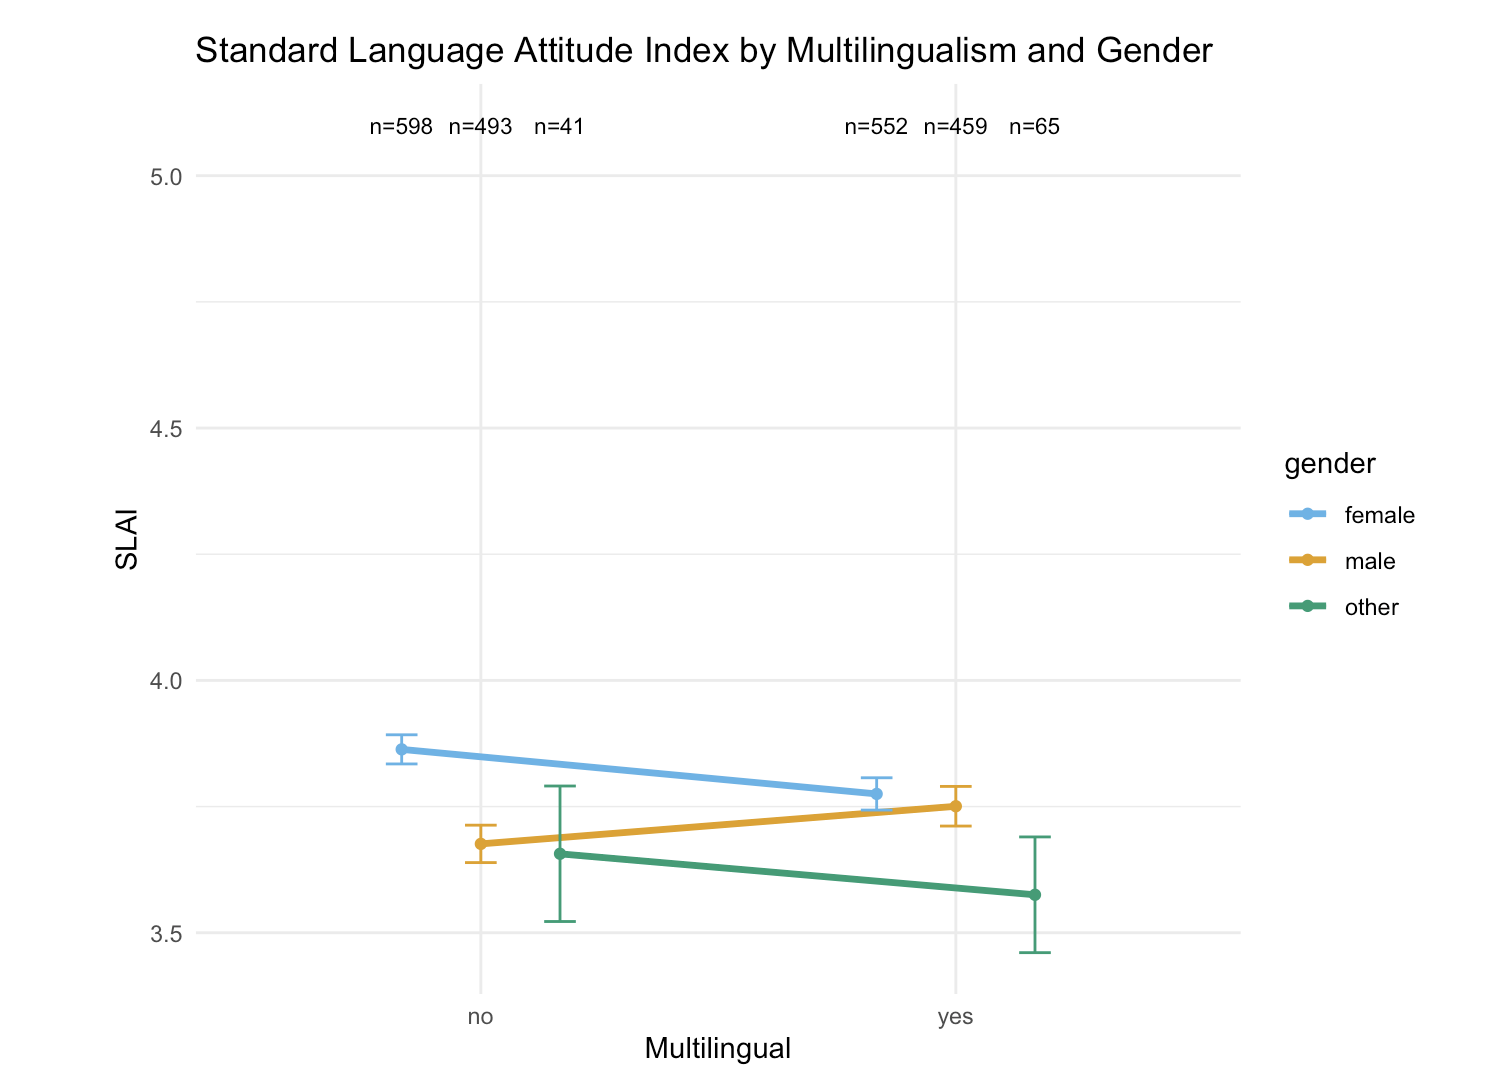 Standard Language Attitude Index by Multilingualism and Gender
n=598 n=493 n=41 n=552 n=459 n=65
5.0
4.5
4.0
3.5
SLAI
no yes
Multilingual
gender
female
male
other